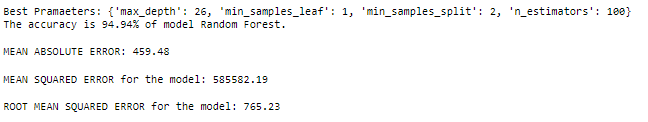 Best Pramaeters: {'max_depth': 26, 'min_samples_leaf': 1, 'min_samples_split': 2, 'n_estimators': 100}
The accuracy is 94.94% of model Random Forest.
MEAN ABSOLUTE ERROR: 459.48
MEAN SQUARED ERROR for the model: 585582.19
ROOT MEAN SQUARED ERROR for the model: 765.23